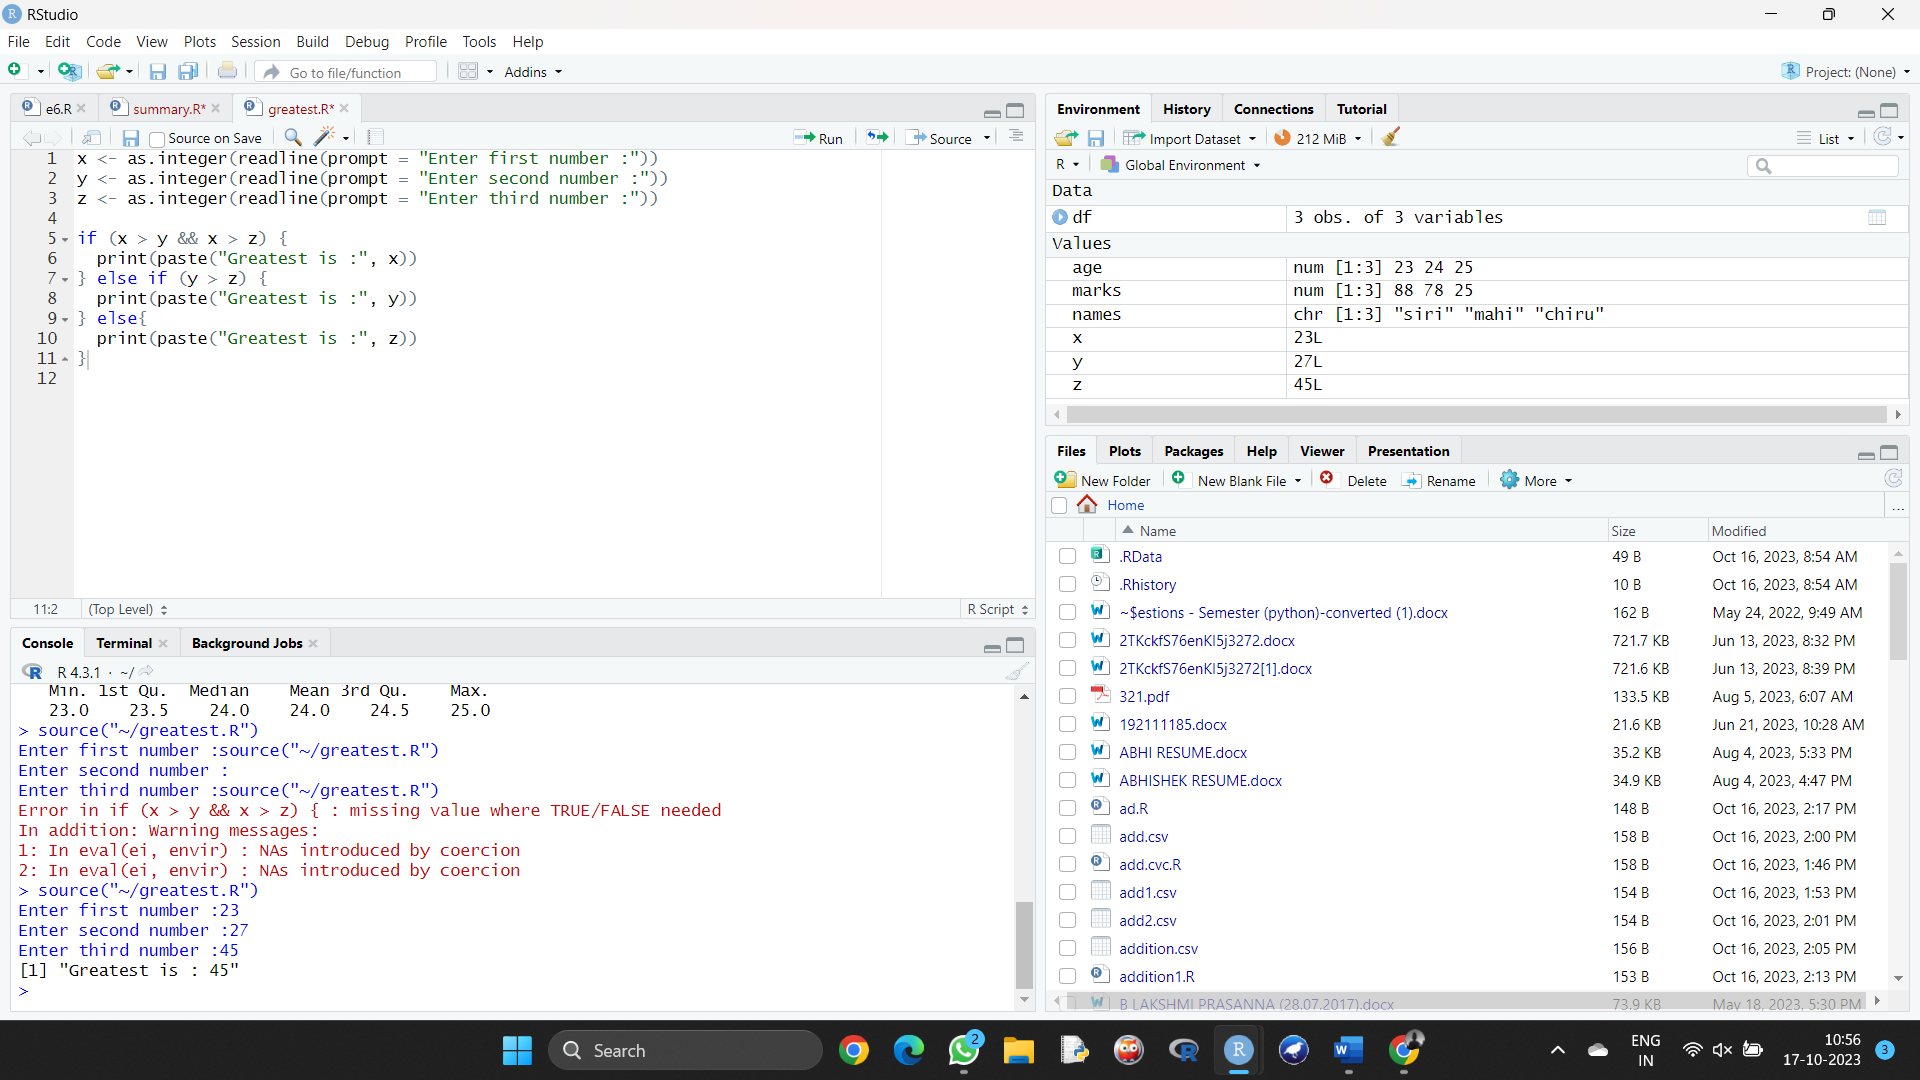 RStudio
File Edit Code View Plots Session Build Debug Profile Tools Help
Go to file/function Addins Project: (None)
e6.R summary.R* greatest.R*
Source on Save Run Source
1 x <- as.integer(readline(prompt = "Enter first number :"))
2 y <- as.integer(readline(prompt = "Enter second number :"))
3 z <- as.integer(readline(prompt = "Enter third number :"))
4
5 if (x > y && x > z) {
6 print(paste("Greatest is :", x))
7 } else if (y > z) {
8 print(paste("Greatest is :", y))
9 } else{
10 print(paste("Greatest is :", z))
11 }
12
11:2 (Top Level) R Script
Console Terminal Background Jobs
R 4.3.1 · ~/
Min. 1st Qu. Median Mean 3rd Qu. Max.
23.0 23.5 24.0 24.0 24.5 25.0
> source("~/greatest.R")
Enter first number :source("~/greatest.R")
Enter second number :
Enter third number :source("~/greatest.R")
Error in if (x > y && x > z) { : missing value where TRUE/FALSE needed
In addition: Warning messages:
1: In eval(ei, envir) : NAs introduced by coercion
2: In eval(ei, envir) : NAs introduced by coercion
> source("~/greatest.R")
Enter first number :23
Enter second number :27
Enter third number :45
[1] "Greatest is : 45"
>
Environment History Connections Tutorial
Import Dataset 212 MiB List
R Global Environment
Data
df 3 obs. of 3 variables
Values
age num [1:3] 23 24 25
marks num [1:3] 88 78 25
names chr [1:3] "siri" "mahi" "chiru"
x 23L
y 27L
z 45L
Files Plots Packages Help Viewer Presentation
New Folder New Blank File Delete Rename More
Home ...
Name Size Modified
.RData 49 B Oct 16, 2023, 8:54 AM
.Rhistory 10 B Oct 16, 2023, 8:54 AM
~$estions - Semester (python)-converted (1).docx 162 B May 24, 2022, 9:49 AM
2TKckfS76enKl5j3272.docx 721.7 KB Jun 13, 2023, 8:32 PM
2TKckfS76enKl5j3272[1].docx 721.6 KB Jun 13, 2023, 8:39 PM
321.pdf 133.5 KB Aug 5, 2023, 6:07 AM
192111185.docx 21.6 KB Jun 21, 2023, 10:28 AM
ABHI RESUME.docx 35.2 KB Aug 4, 2023, 5:33 PM
ABHISHEK RESUME.docx 34.9 KB Aug 4, 2023, 4:47 PM
ad.R 148 B Oct 16, 2023, 2:17 PM
add.csv 158 B Oct 16, 2023, 2:00 PM
add.cvc.R 158 B Oct 16, 2023, 1:46 PM
add1.csv 154 B Oct 16, 2023, 1:53 PM
add2.csv 154 B Oct 16, 2023, 2:01 PM
addition.csv 156 B Oct 16, 2023, 2:05 PM
addition1.R 153 B Oct 16, 2023, 2:13 PM
B LAKSHMI PRASANNA (28.07.2017).docx 73.9 KB May 18, 2023, 5:30 PM
Search 2 ENG 10:56
IN 17-10-2023 3